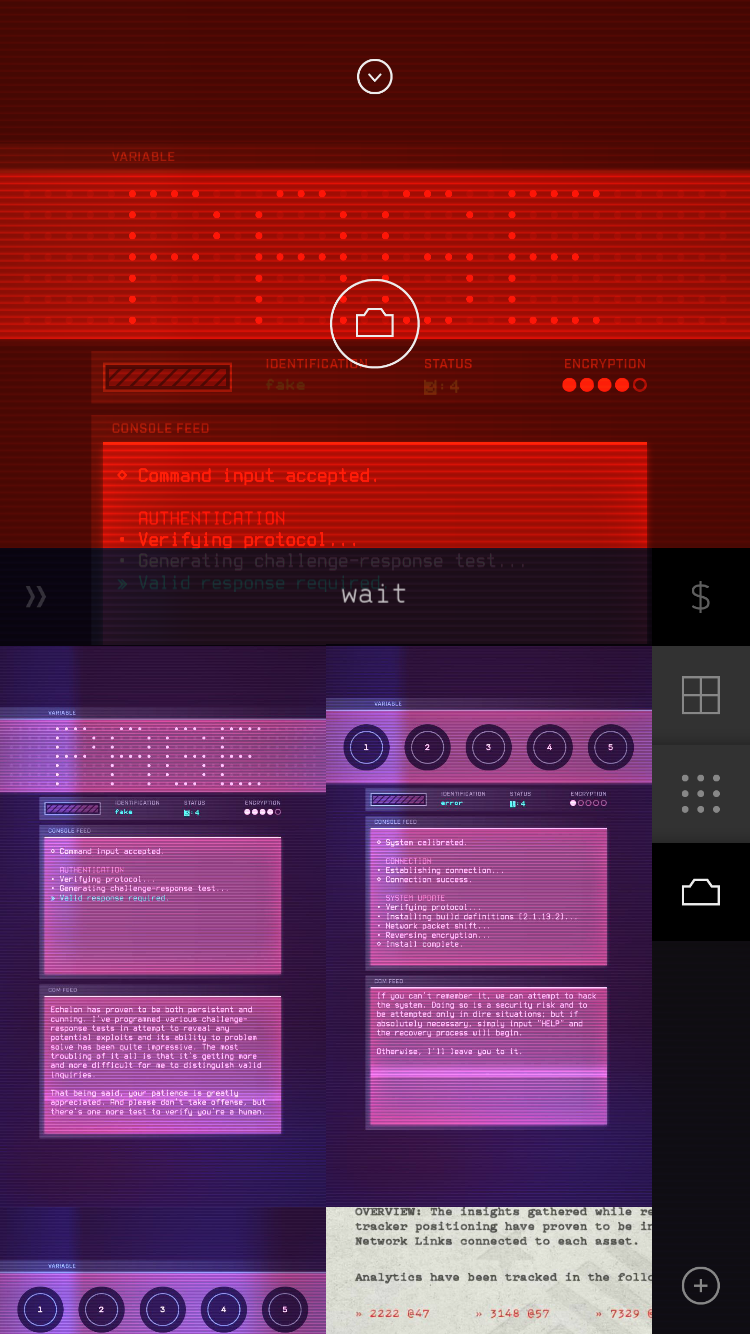 VARIABLE
PAGE
IDENTIFICATION STATUS ENCRYPTION
fake 3:4
CONSOLE FEED
◇ Command input accepted.
AUTHENTICATION
• Verifying protocol...
• Generating challenge-response test...
» Valid response required.
» wait $
VARIABLE
PAGE
IDENTIFICATION STATUS ENCRYPTION
fake 3:4
CONSOLE FEED
◇ Command input accepted.
AUTHENTICATION
• Verifying protocol...
• Generating challenge-response test...
» Valid response required.
COM FEED
Echelon has proven to be both persistent and
cunning. I've programmed various challenge-
response tests in attempt to reveal any
potential exploits and its ability to problem
solve has been quite impressive. The most
troubling of it all is that it's getting more
and more difficult for me to distinguish valid
inquiries.
That being said, your patience is greatly
appreciated. And please don't take offense, but
there's one more test to verify you're a human.
VARIABLE
1 2 3 4 5
IDENTIFICATION STATUS ENCRYPTION
error :4
CONSOLE FEED
◇ System calibrated.
CONNECTION
• Establishing connection...
◇ Connection success.
SYSTEM UPDATE
• Verifying protocol...
• Installing build definitions [2.1.13.2]...
• Network packet shift...
• Reversing encryption...
◇ Install complete.
COM FEED
If you can't remember it, we can attempt to hack
the system. Doing so is a security risk and to
be attempted only in dire situations; but if
absolutely necessary, simply input "HELP" and
the recovery process will begin.
Otherwise, I'll leave you to it.
VARIABLE
1 2 3 4 5
OVERVIEW: The insights gathered while
tracker positioning have proven to be
Network Links connected to each asset.
Analytics have been tracked in the
» 2222 @47 » 3148 @57 » 7329